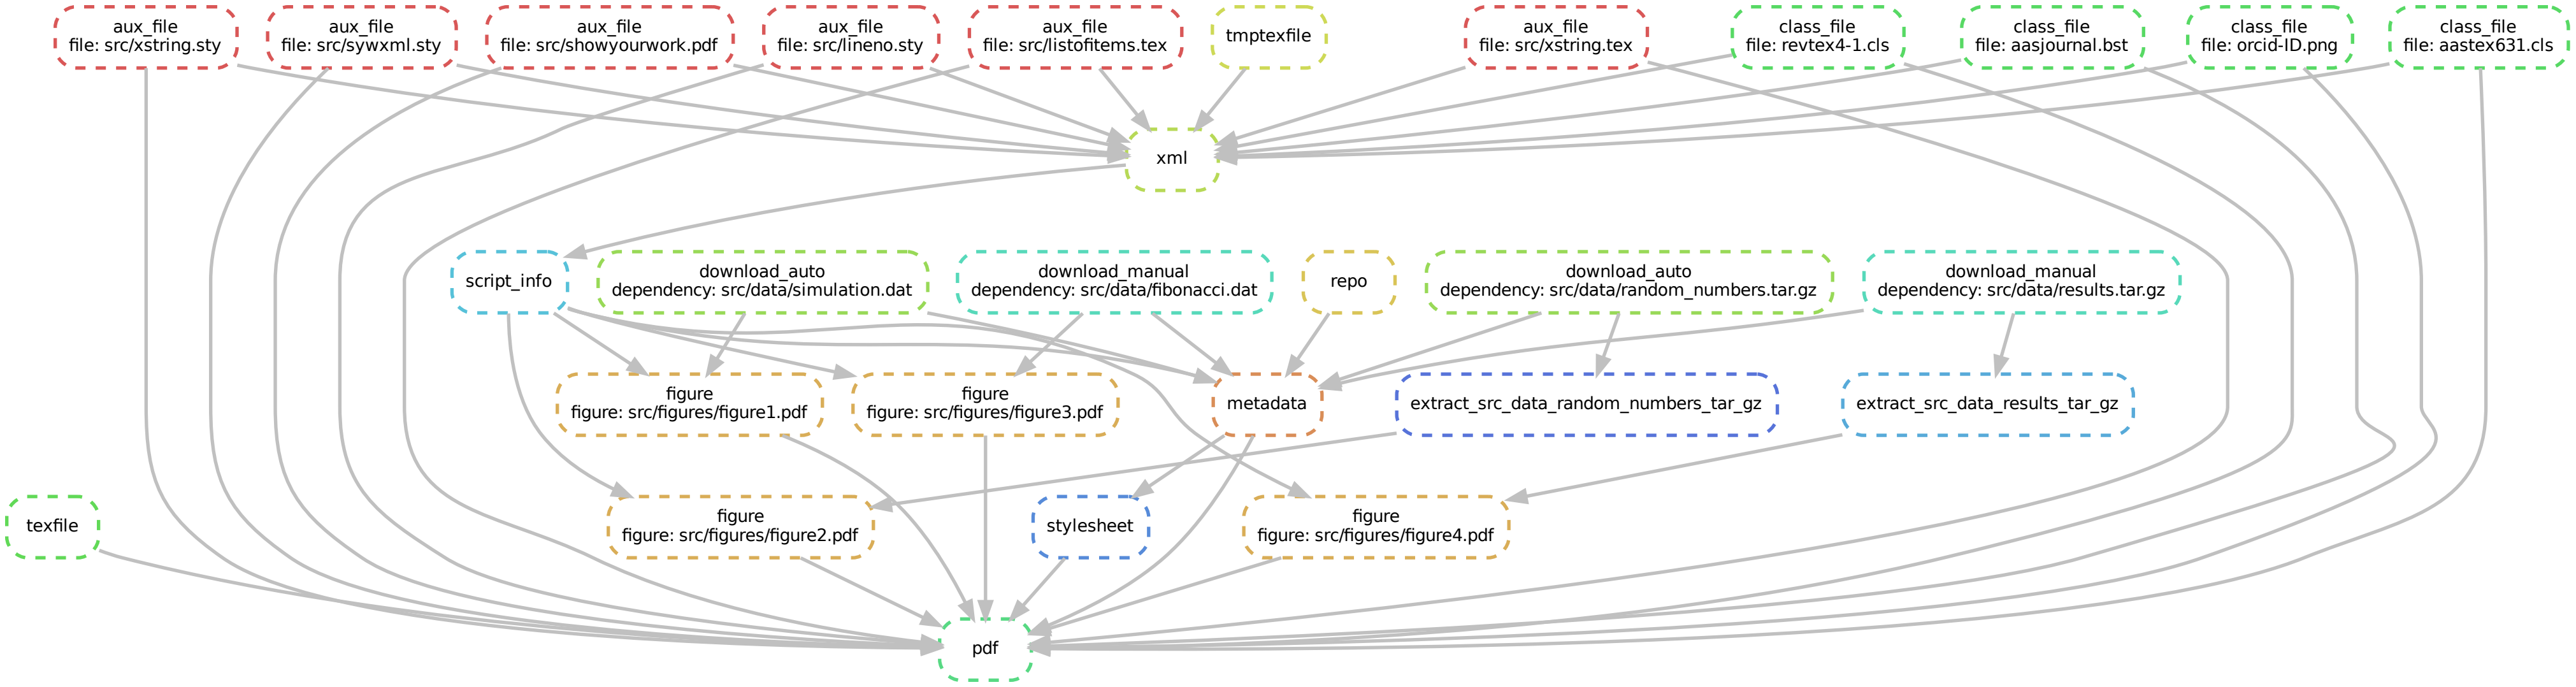 aux_file
file: src/xstring.sty
aux_file
file: src/sywxml.sty
aux_file
file: src/showyourwork.pdf
aux_file
file: src/lineno.sty
aux_file
file: src/listofitems.tex
tmptexfile
aux_file
file: src/xstring.tex
class_file
file: revtex4-1.cls
class_file
file: aasjournal.bst
class_file
file: orcid-ID.png
class_file
file: aastex631.cls
xml
script_info
download_auto
dependency: src/data/simulation.dat
download_manual
dependency: src/data/fibonacci.dat
repo
download_auto
dependency: src/data/random_numbers.tar.gz
download_manual
dependency: src/data/results.tar.gz
figure
figure: src/figures/figure1.pdf
figure
figure: src/figures/figure3.pdf
metadata
extract_src_data_random_numbers_tar_gz
extract_src_data_results_tar_gz
texfile
figure
figure: src/figures/figure2.pdf
stylesheet
figure
figure: src/figures/figure4.pdf
pdf